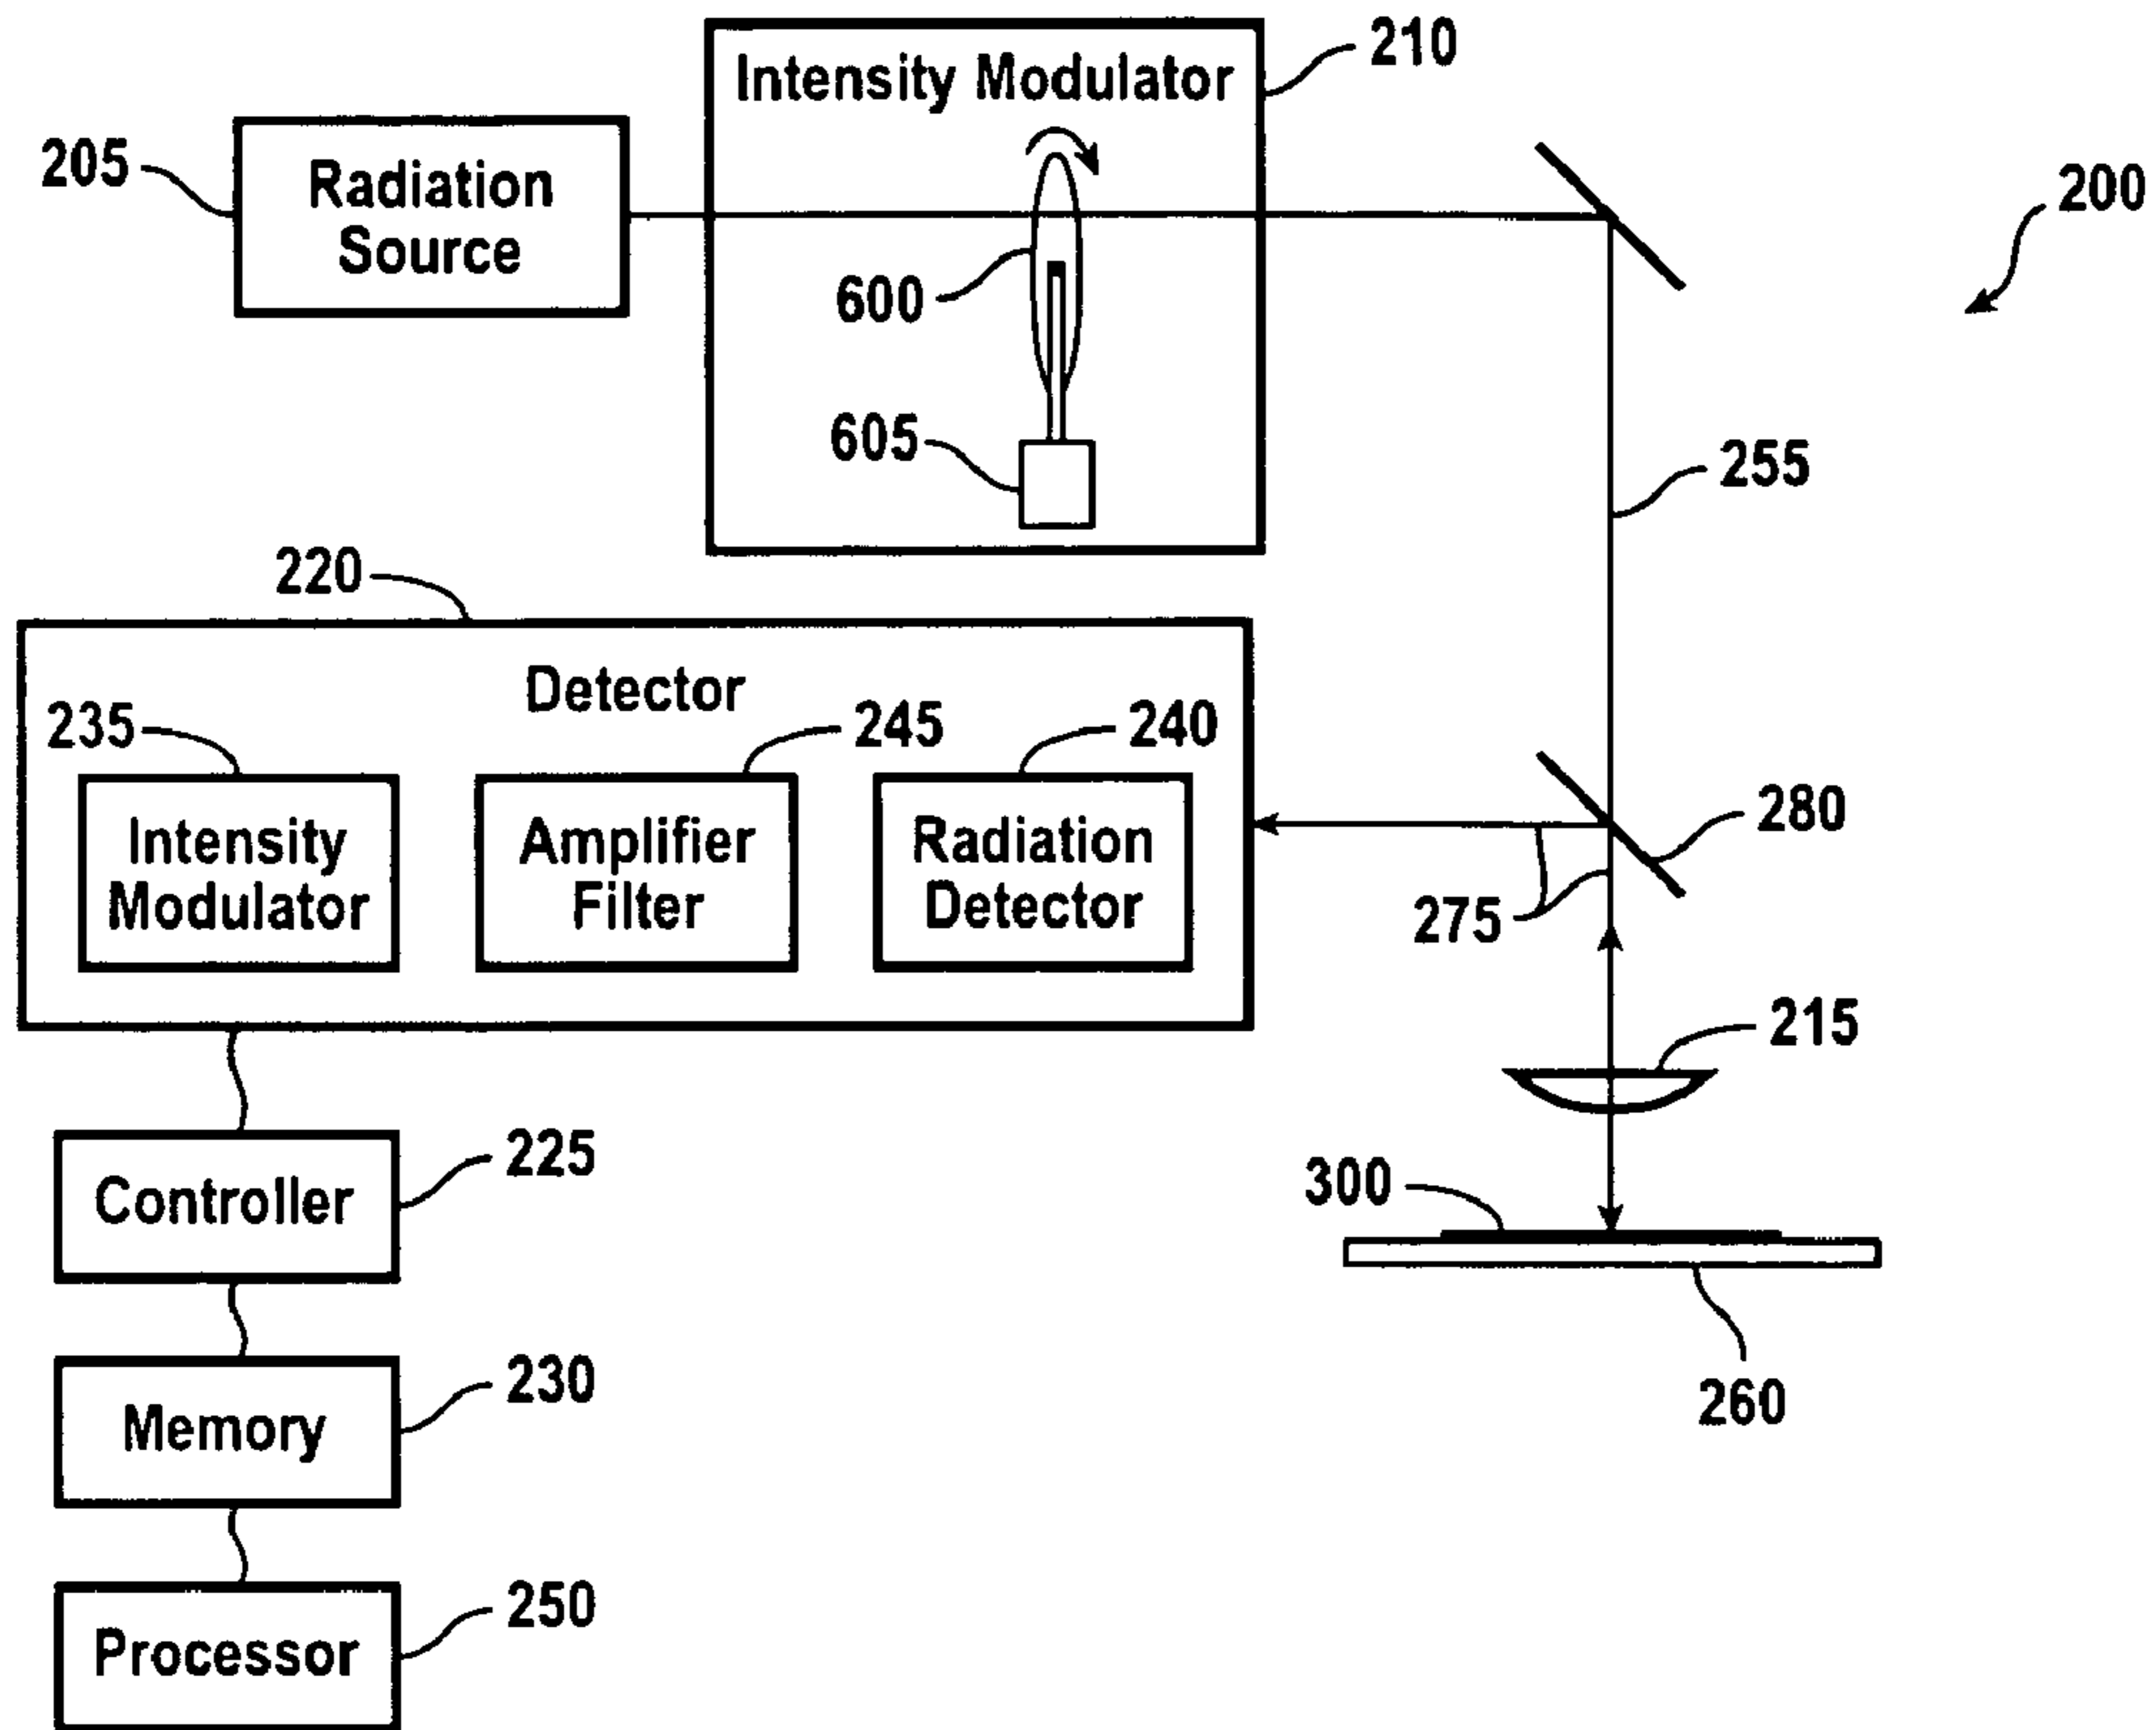 Intensity Modulator
210
205
Radiation
Source
200
600
605
255
220
Detector
235
245
240
Intensity
Modulator
Amplifier
Filter
Radiation
Detector
280
275
215
Controller
225
300
260
Memory
230
Processor
250